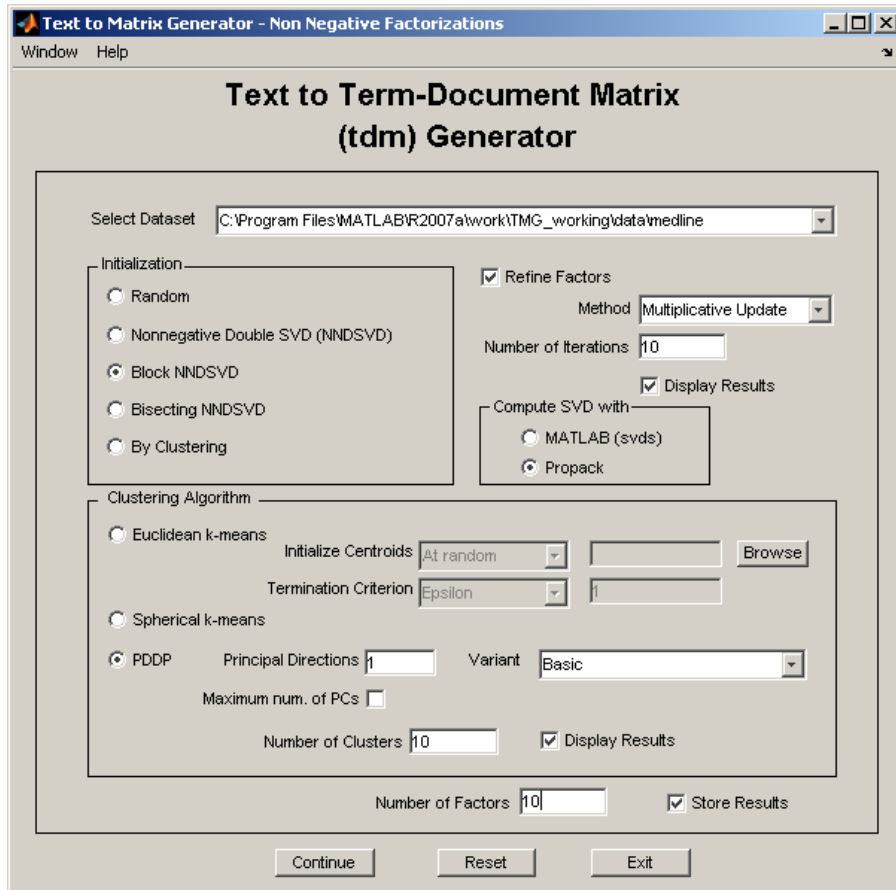 Text to Matrix Generator - Non Negative Factorizations
Window Help
Text to Term-Document Matrix
(tdm) Generator
Select Dataset C:\Program Files\MATLAB\R2007a\work\TMG_working\data\medline
Initialization
Random
Nonnegative Double SVD (NNDSVD)
Block NNDSVD
Bisecting NNDSVD
By Clustering
Refine Factors
Method Multiplicative Update
Number of Iterations 10
Display Results
Compute SVD with
MATLAB (svds)
Propack
Clustering Algorithm
Euclidean k-means
Initialize Centroids At random Browse
Termination Criterion Epsilon 1
Spherical k-means
PDDP Principal Directions 1 Variant Basic
Maximum num. of PCs
Number of Clusters 10 Display Results
Number of Factors 10 Store Results
Continue Reset Exit